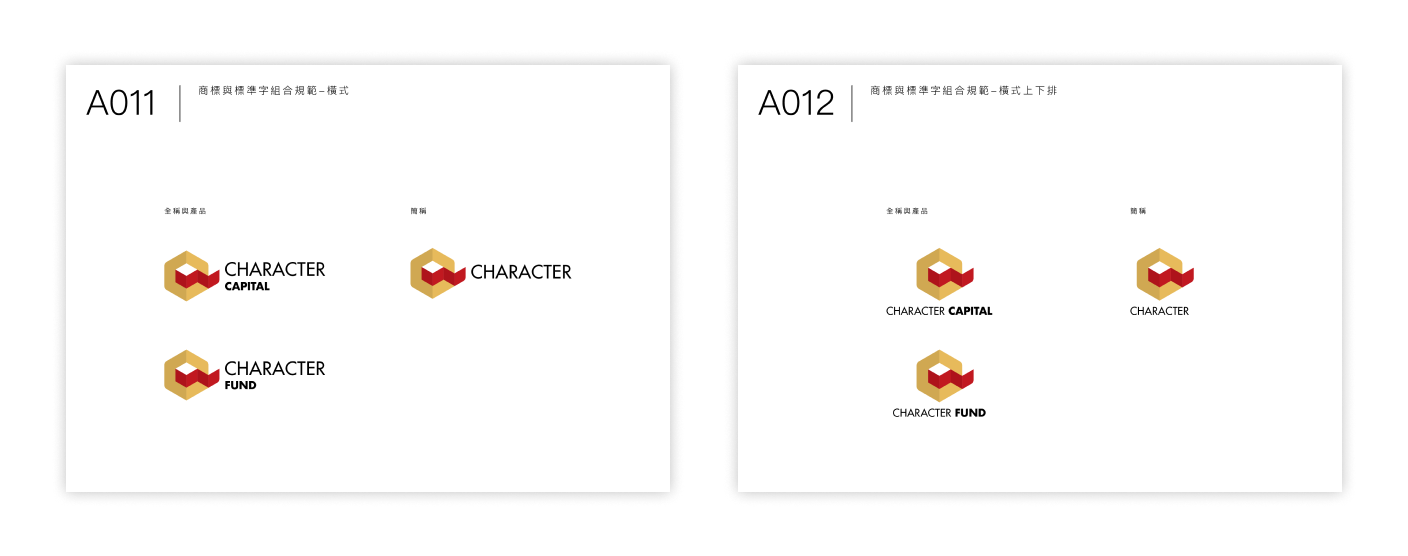 A011
商標與標準字組合規範–橫式
全稱與產品
簡稱
CHARACTER
CAPITAL
CHARACTER
CHARACTER
FUND
A012
商標與標準字組合規範–橫式上下排
全稱與產品
簡稱
CHARACTER CAPITAL
CHARACTER
CHARACTER FUND